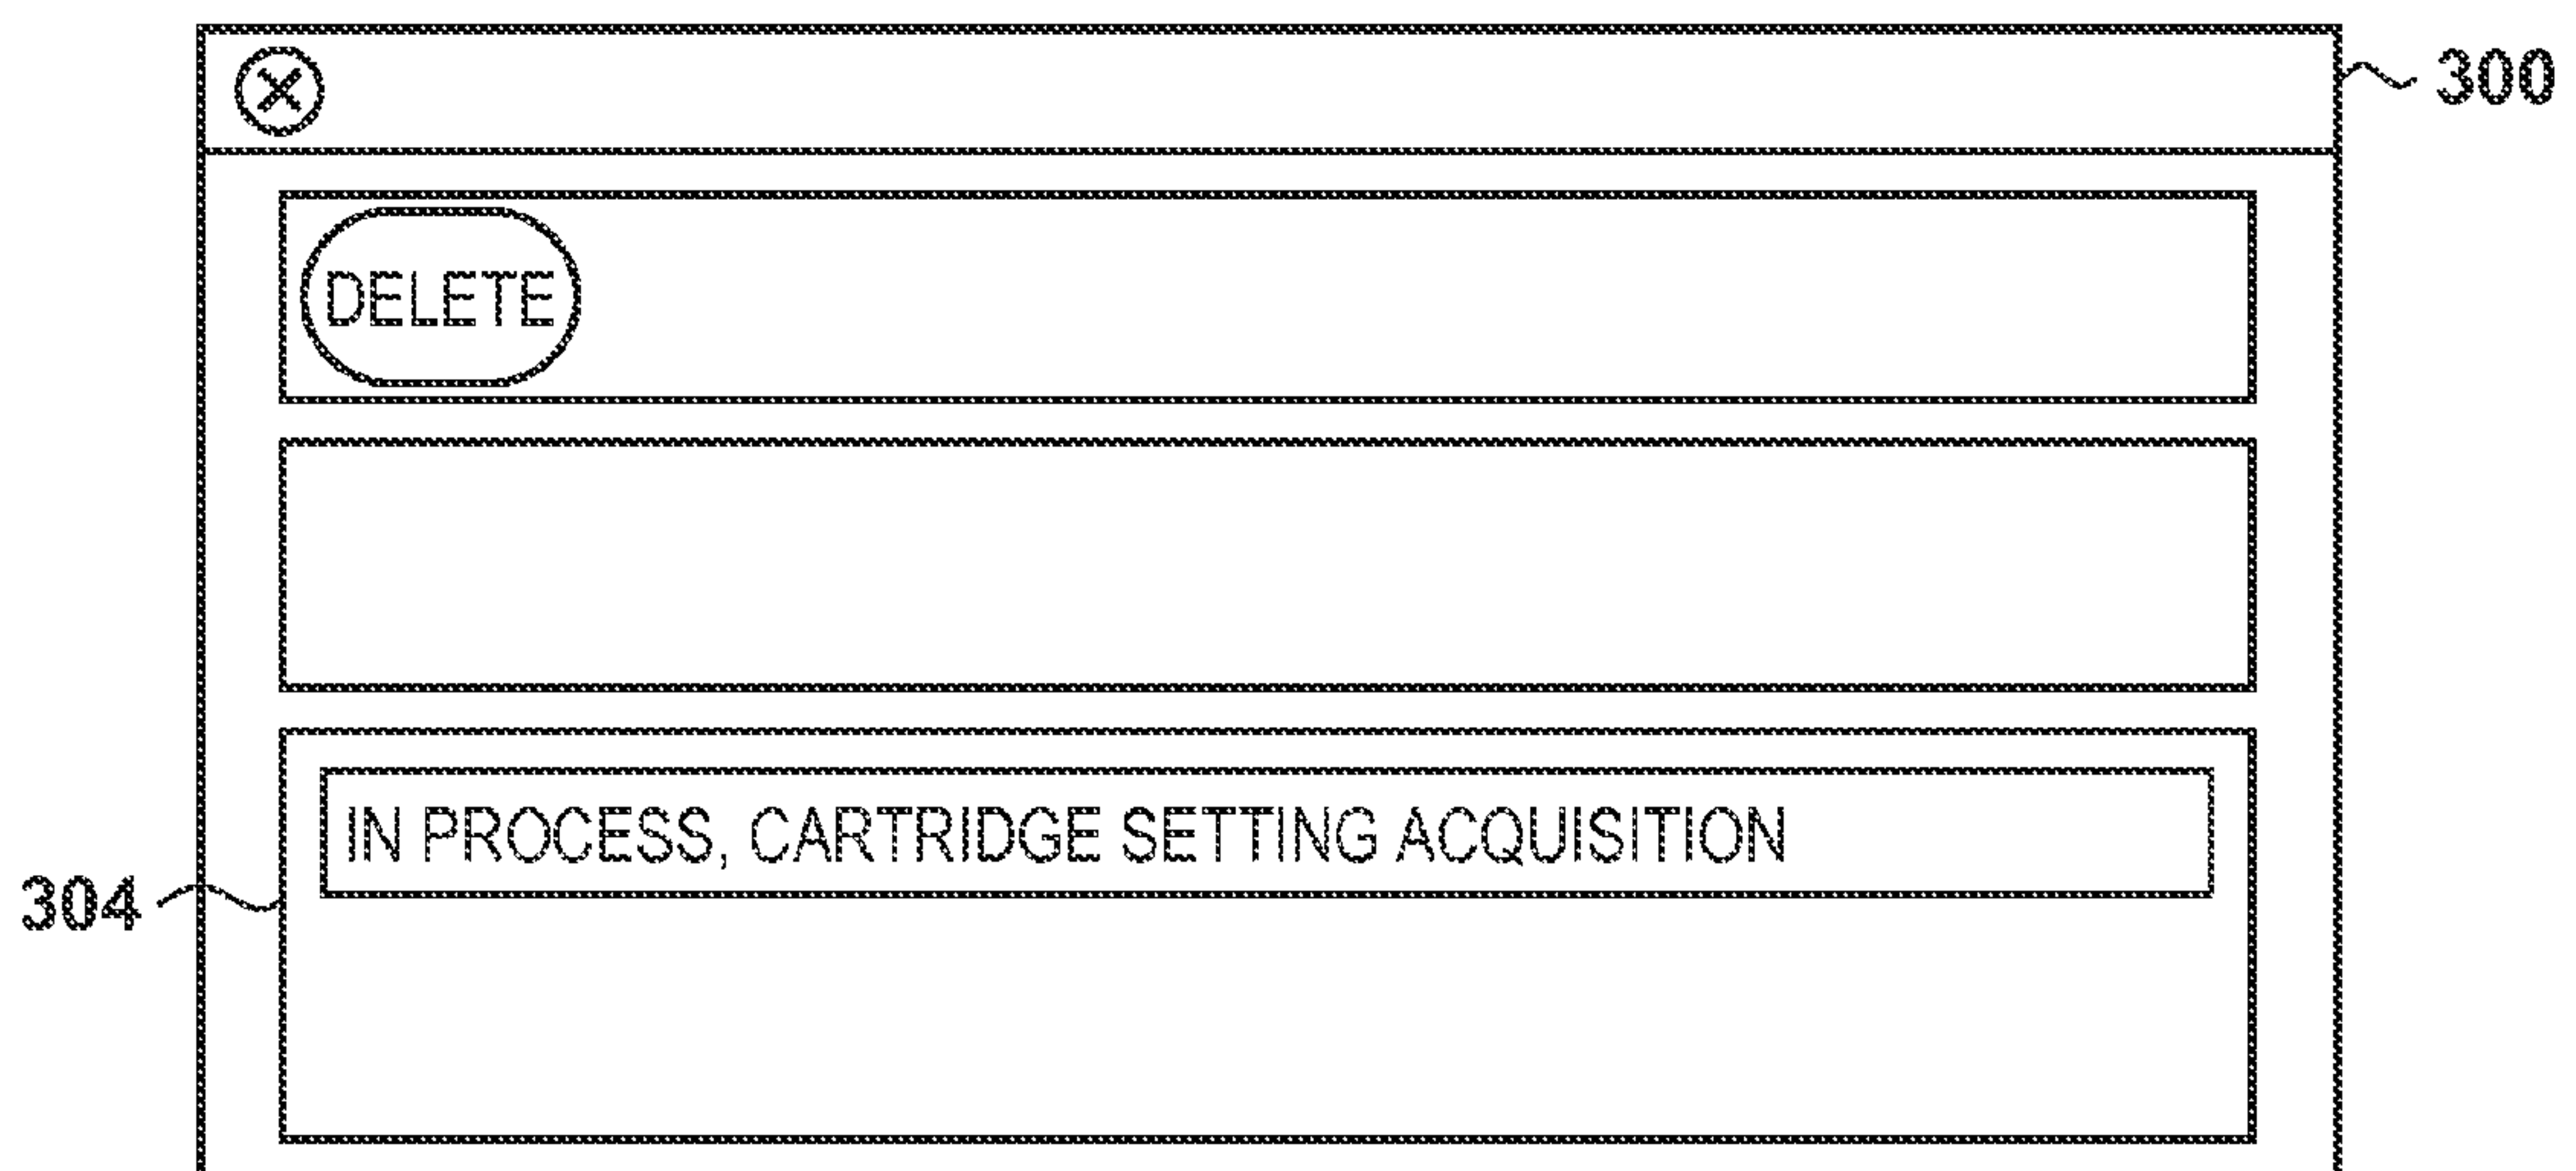 300
DELETE
IN PROCESS, CARTRIDGE SETTING ACQUISITION
304